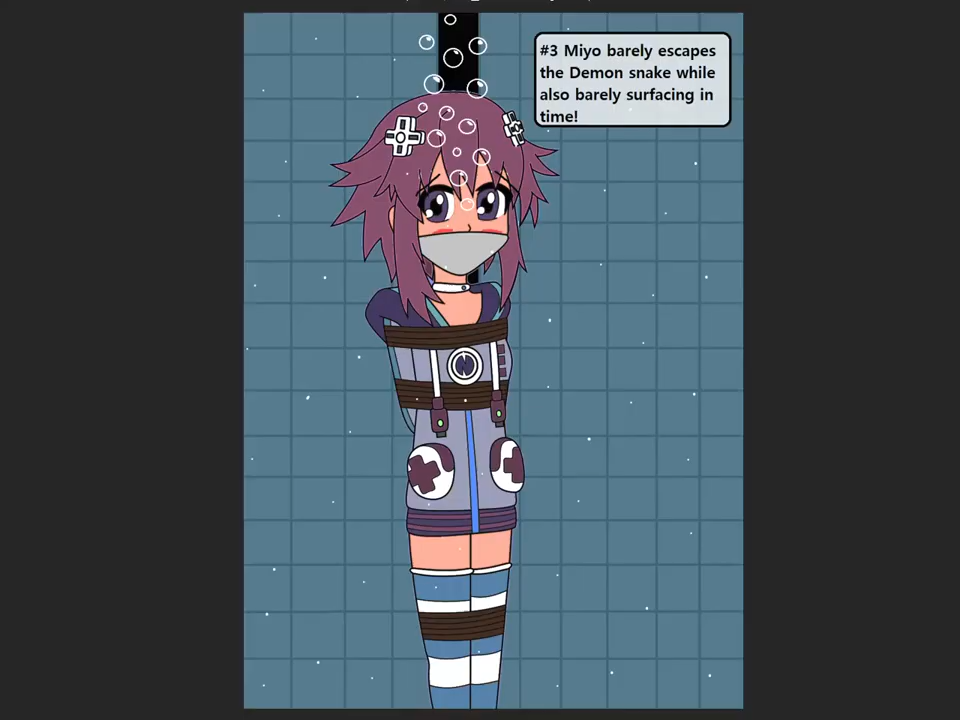 #3 Miyo barely escapes
the Demon snake while
also barely surfacing in
time!